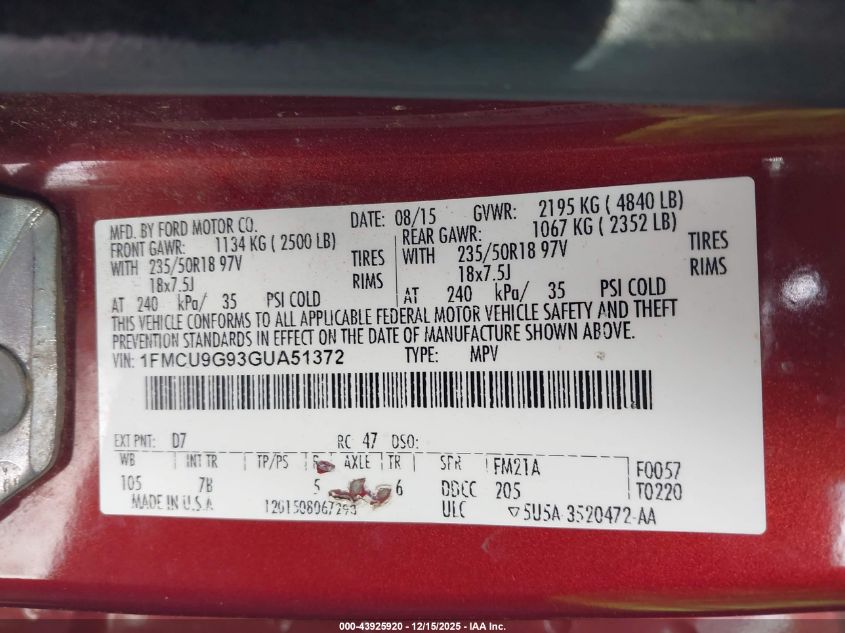 MFD. BY FORD MOTOR CO. DATE: 08/15 GVWR: 2195 KG ( 4840 LB)
FRONT GAWR: 1134 KG ( 2500 LB) REAR GAWR: 1067 KG ( 2352 LB)
WITH 235/50R18 97V TIRES WITH 235/50R18 97V TIRES
18x7.5J RIMS 18x7.5J RIMS
AT 240 kPa/ 35 PSI COLD AT 240 kPa/ 35 PSI COLD
THIS VEHICLE CONFORMS TO ALL APPLICABLE FEDERAL MOTOR VEHICLE SAFETY AND THEFT
PREVENTION STANDARDS IN EFFECT ON THE DATE OF MANUFACTURE SHOWN ABOVE.
VIN: 1FMCU9G93GUA51372 TYPE: MPV
EXT PNT: D7 RC: 47 DSO:
WB INT TR TP/PS AXLE TR SPR FM21A F0057
105 7B 5 6 DDCC 205 T0220
MADE IN U.S.A ULC ▽5U5A-3520472-AA
000-43925920 - 12/15/2025 - IAA Inc.